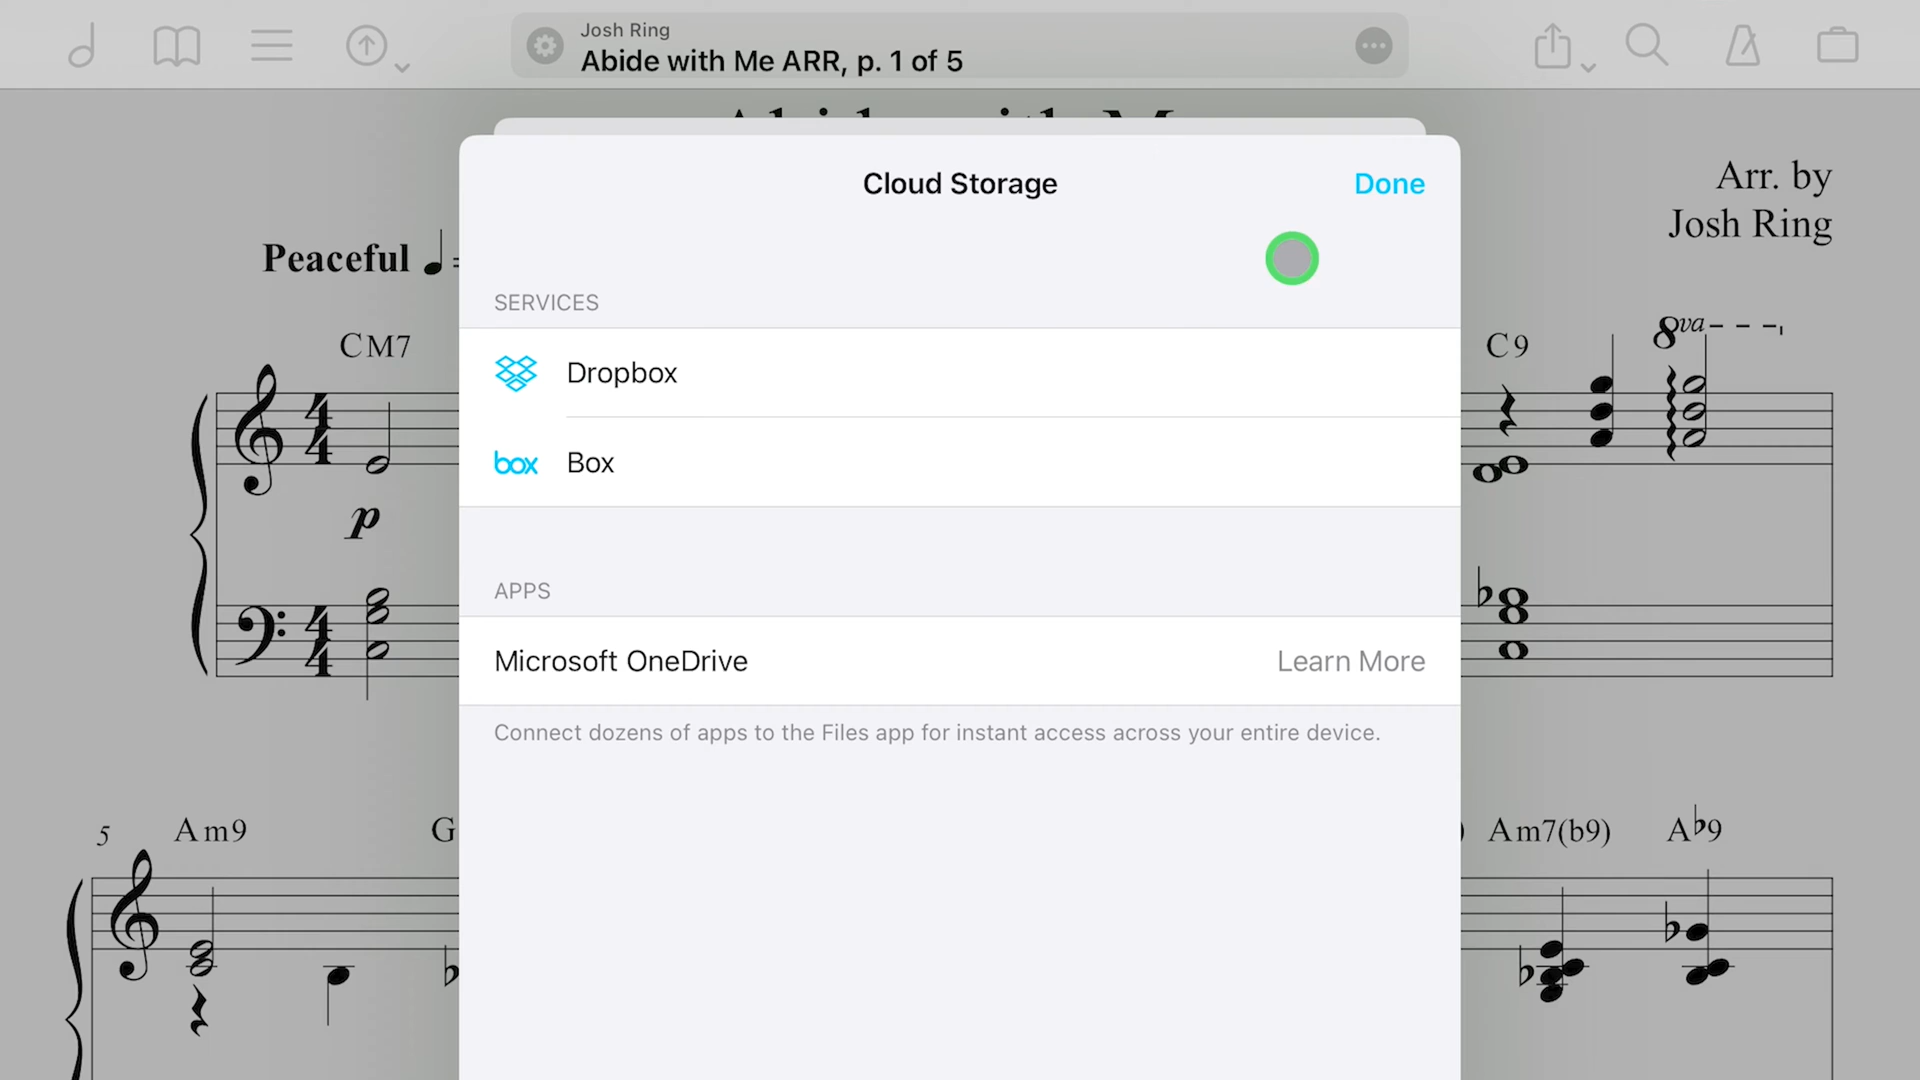 Josh Ring
Abide with Me ARR, p. 1 of 5
Cloud Storage
Done
Arr. by
Josh Ring
Peaceful ♩=
SERVICES
CM7
C9
8va
Dropbox
box
Box
p
APPS
Microsoft OneDrive
Learn More
Connect dozens of apps to the Files app for instant access across your entire device.
5
Am9
G
Am7(b9)
A♭9